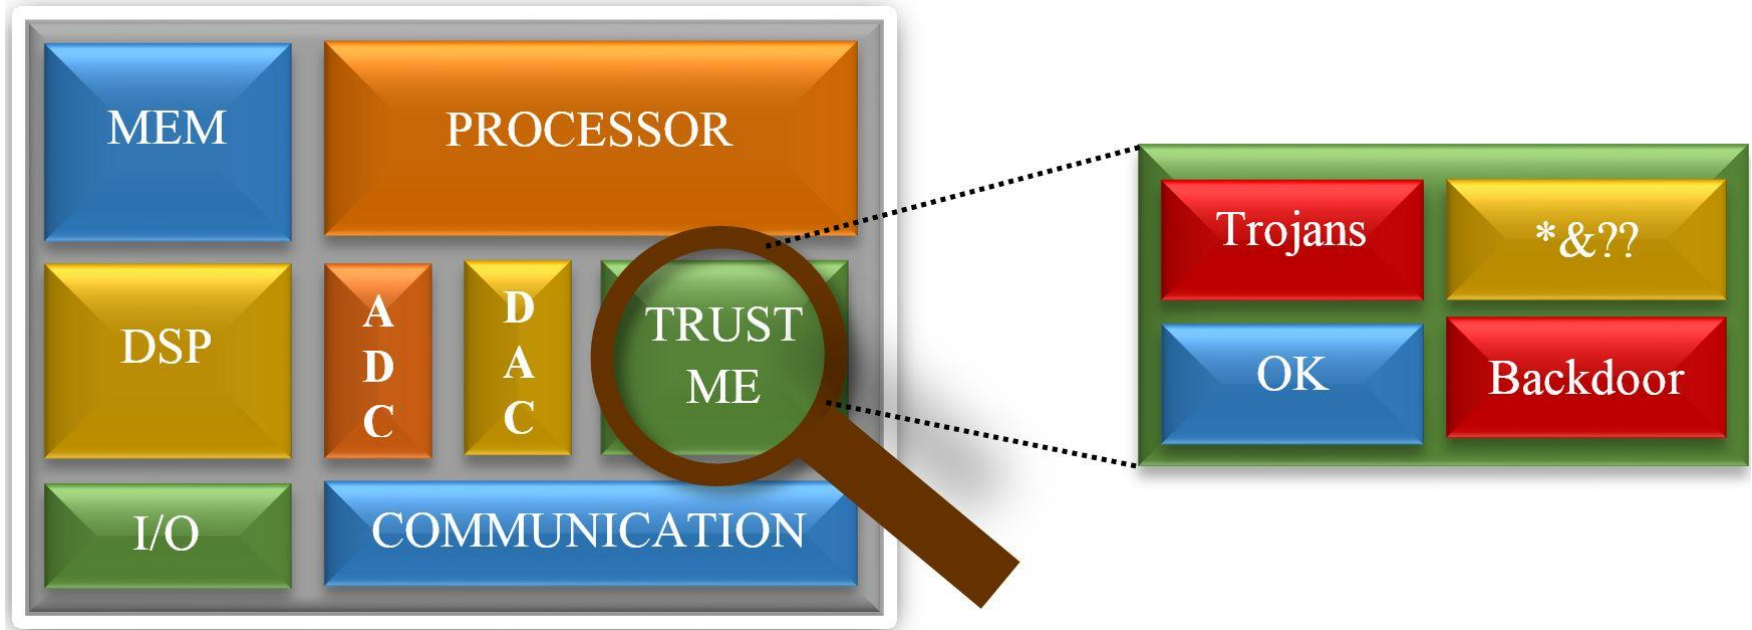 MEM
PROCESSOR
DSP
A
D
C
D
A
C
TRUST
ME
I/O
COMMUNICATION
Trojans
*&??
OK
Backdoor